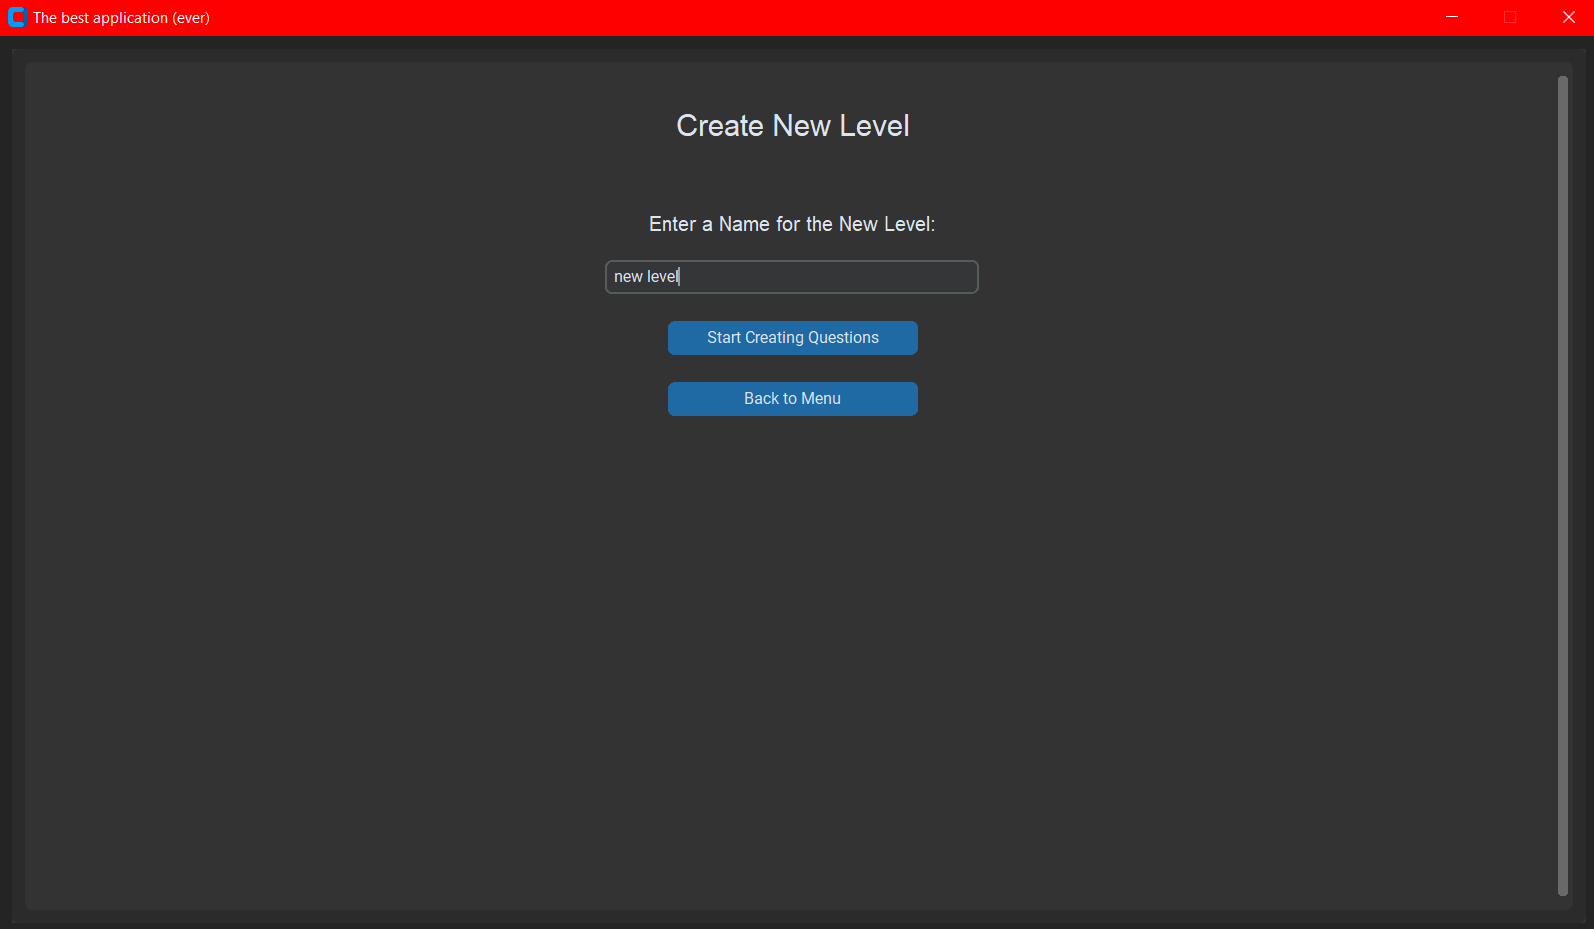 The best application (ever)
Create New Level
Enter a Name for the New Level:
new level
Start Creating Questions
Back to Menu